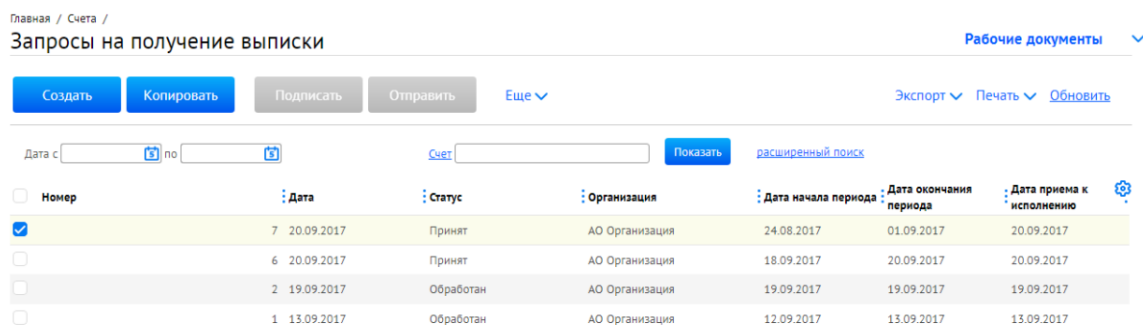 Главная / Счета /
Запросы на получение выписки
Рабочие документы
Создать Копировать Подписать Отправить Еще Экспорт Печать Обновить
Дата с по Счет Показать расширенный поиск
Номер Дата Статус Организация Дата начала периода Дата окончания периода Дата приема к исполнению
7 20.09.2017 Принят АО Организация 24.08.2017 01.09.2017 20.09.2017
6 20.09.2017 Принят АО Организация 18.09.2017 20.09.2017 20.09.2017
2 19.09.2017 Обработан АО Организация 19.09.2017 19.09.2017 19.09.2017
1 13.09.2017 Обработан АО Организация 12.09.2017 13.09.2017 13.09.2017